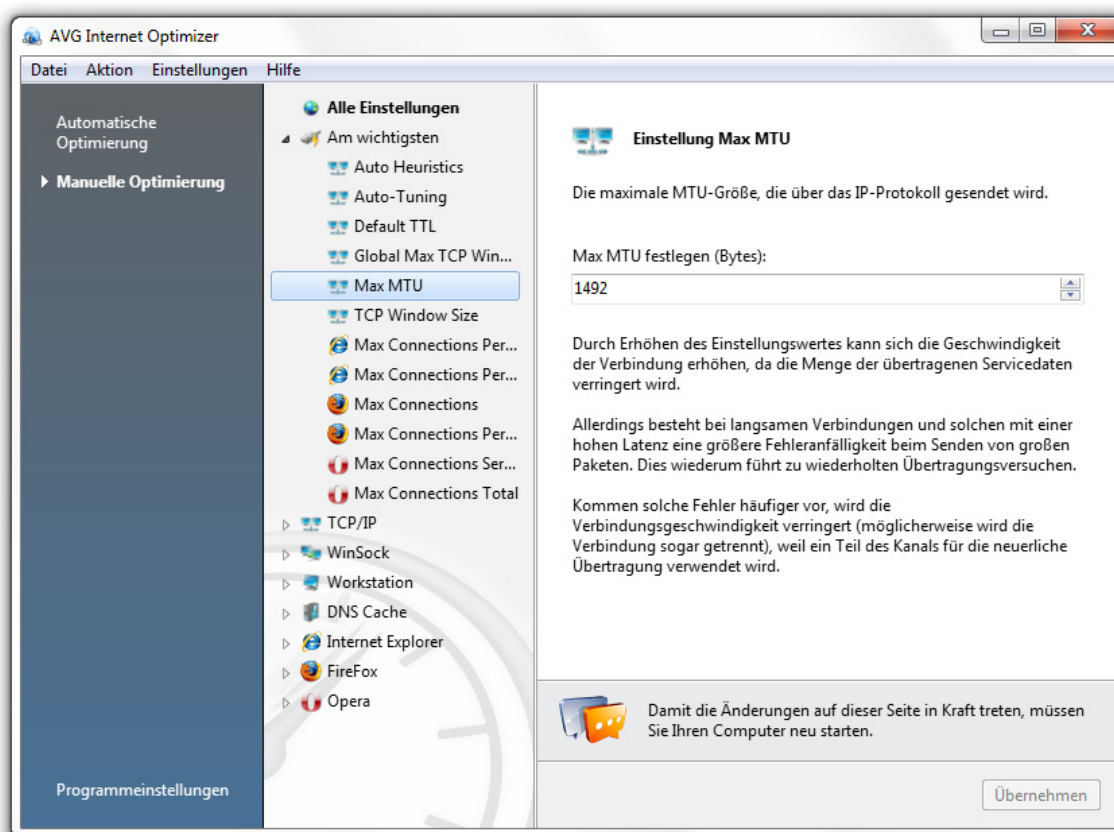 AVG Internet Optimizer
Datei Aktion Einstellungen Hilfe
Automatische
Optimierung
Manuelle Optimierung
Programmeinstellungen
Alle Einstellungen
Am wichtigsten
Auto Heuristics
Auto-Tuning
Default TTL
Global Max TCP Win...
Max MTU
TCP Window Size
Max Connections Per...
Max Connections Per...
Max Connections
Max Connections Per...
Max Connections Ser...
Max Connections Total
TCP/IP
WinSock
Workstation
DNS Cache
Internet Explorer
FireFox
Opera
Einstellung Max MTU
Die maximale MTU-Größe, die über das IP-Protokoll gesendet wird.
Max MTU festlegen (Bytes):
1492
Durch Erhöhen des Einstellungswertes kann sich die Geschwindigkeit
der Verbindung erhöhen, da die Menge der übertragenen Servicedaten
verringert wird.
Allerdings besteht bei langsamen Verbindungen und solchen mit einer
hohen Latenz eine größere Fehleranfälligkeit beim Senden von großen
Paketen. Dies wiederum führt zu wiederholten Übertragungsversuchen.
Kommen solche Fehler häufiger vor, wird die
Verbindungsgeschwindigkeit verringert (möglicherweise wird die
Verbindung sogar getrennt), weil ein Teil des Kanals für die neuerliche
Übertragung verwendet wird.
Damit die Änderungen auf dieser Seite in Kraft treten, müssen
Sie Ihren Computer neu starten.
Übernehmen